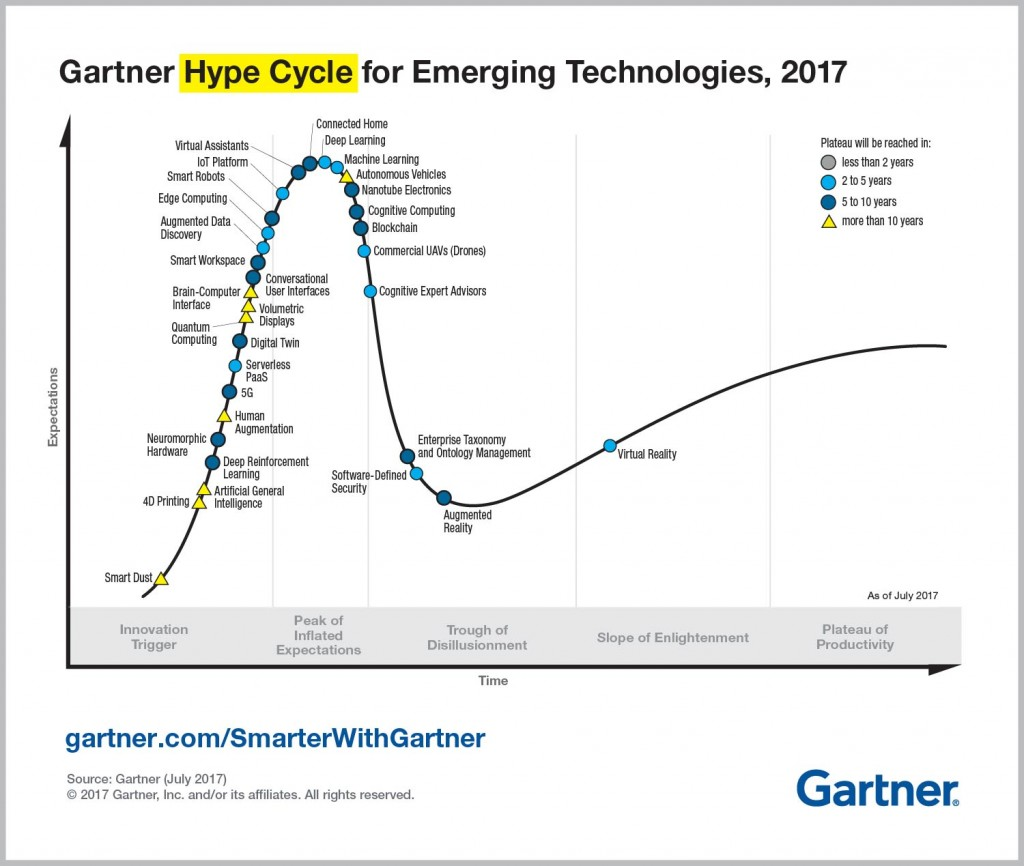 Gartner Hype Cycle for Emerging Technologies, 2017
Connected Home
Virtual Assistants
Deep Learning
IoT Platform
Machine Learning
Smart Robots
Autonomous Vehicles
Nanotube Electronics
Edge Computing
Cognitive Computing
Augmented Data
Discovery
Blockchain
Commercial UAVs (Drones)
Smart Workspace
Conversational
User Interfaces
Brain-Computer
Interface
Cognitive Expert Advisors
Volumetric
Displays
Quantum
Computing
Digital Twin
Serverless
PaaS
5G
Human
Augmentation
Neuromorphic
Hardware
Deep Reinforcement
Learning
Artificial General
Intelligence
4D Printing
Smart Dust
Enterprise Taxonomy
and Ontology Management
Software-Defined
Security
Augmented
Reality
Virtual Reality
Plateau will be reached in:
less than 2 years
2 to 5 years
5 to 10 years
more than 10 years
Expectations
As of July 2017
Innovation
Trigger
Peak of
Inflated
Expectations
Trough of
Disillusionment
Slope of Enlightenment
Plateau of
Productivity
Time
gartner.com/SmarterWithGartner
Source: Gartner (July 2017)
© 2017 Gartner, Inc. and/or its affiliates. All rights reserved.
Gartner®